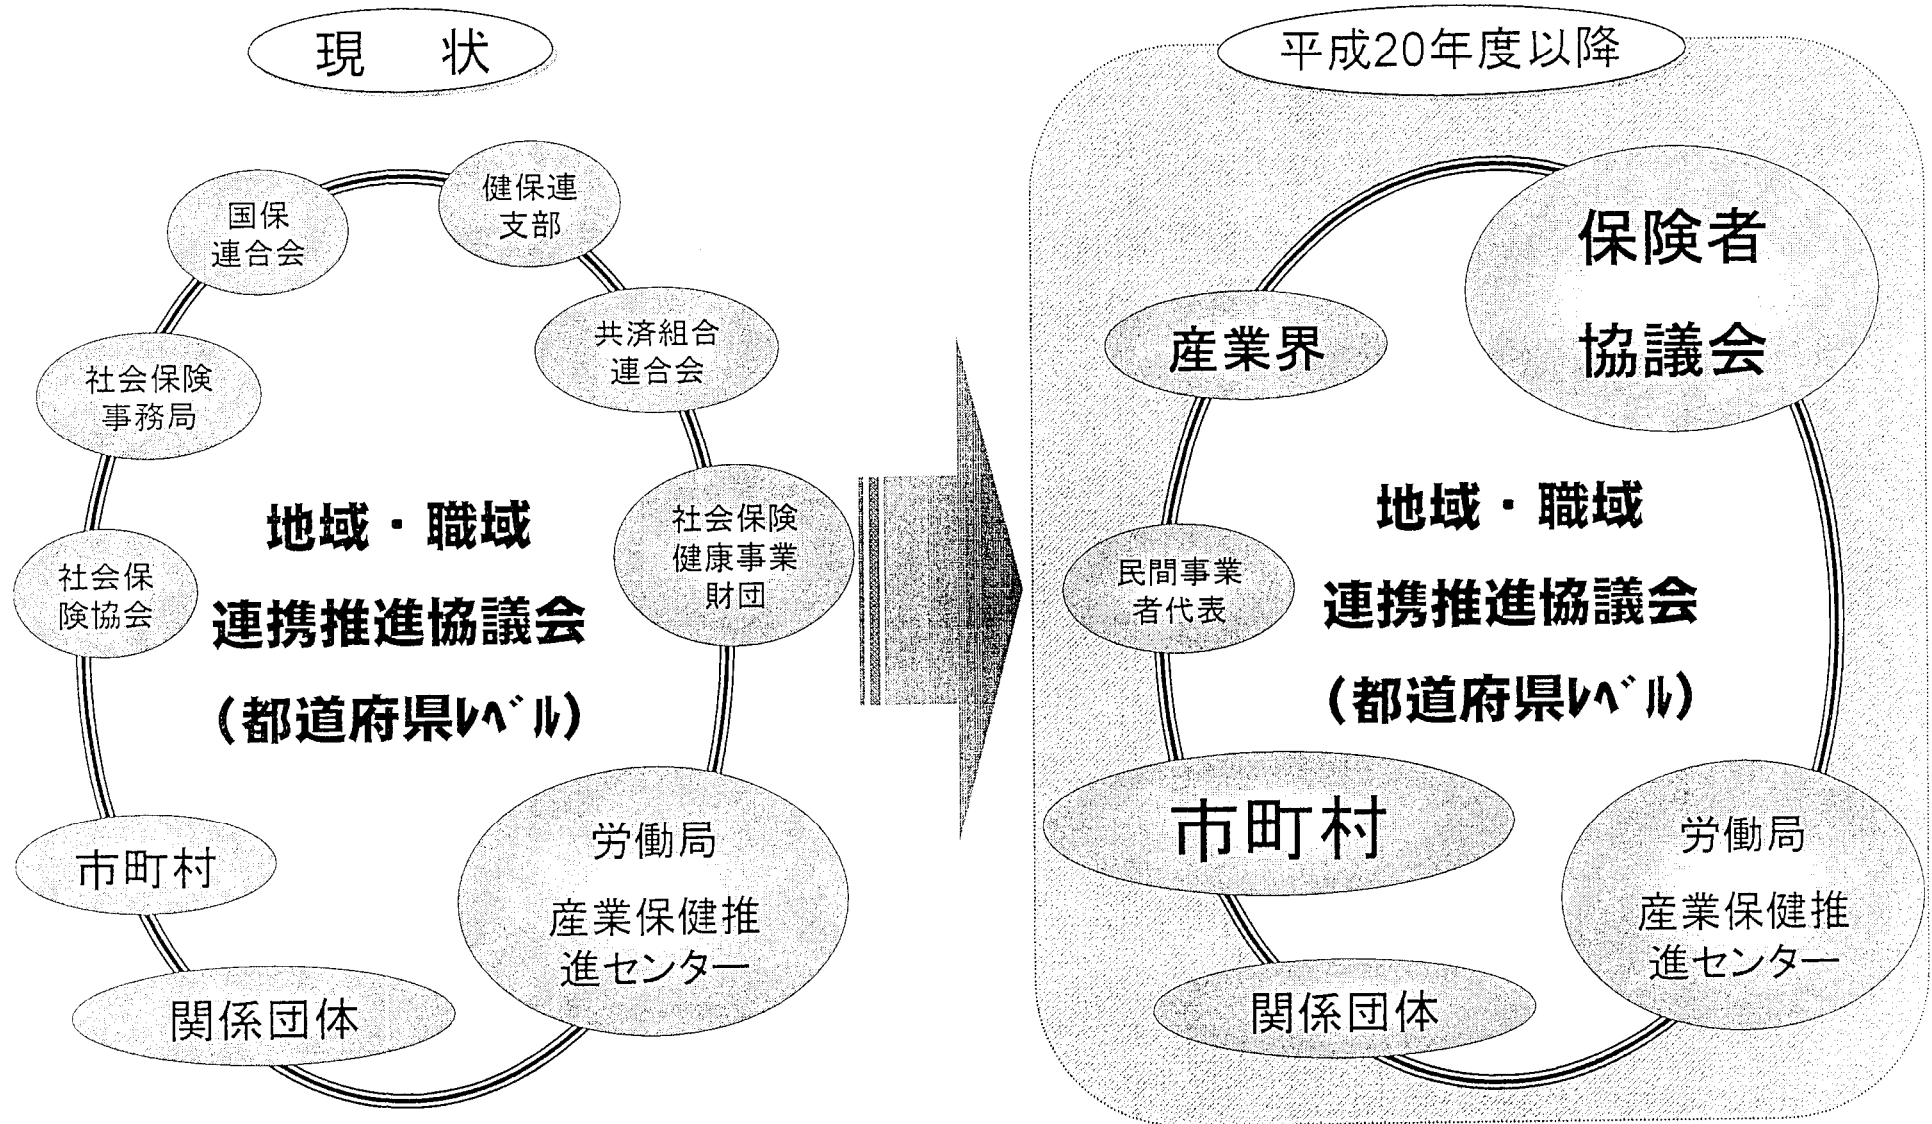 現 状
国保
連合会
健保連
支部
共済組合
連合会
社会保険
事務局
社会保険
健康事業
財団
社会保
険協会
地域・職域
連携推進協議会
(都道府県ﾚﾍﾞﾙ)
市町村
労働局
産業保健推
進センター
関係団体
平成20年度以降
保険者
協議会
産業界
民間事業
者代表
地域・職域
連携推進協議会
(都道府県ﾚﾍﾞﾙ)
市町村
労働局
産業保健推
進センター
関係団体